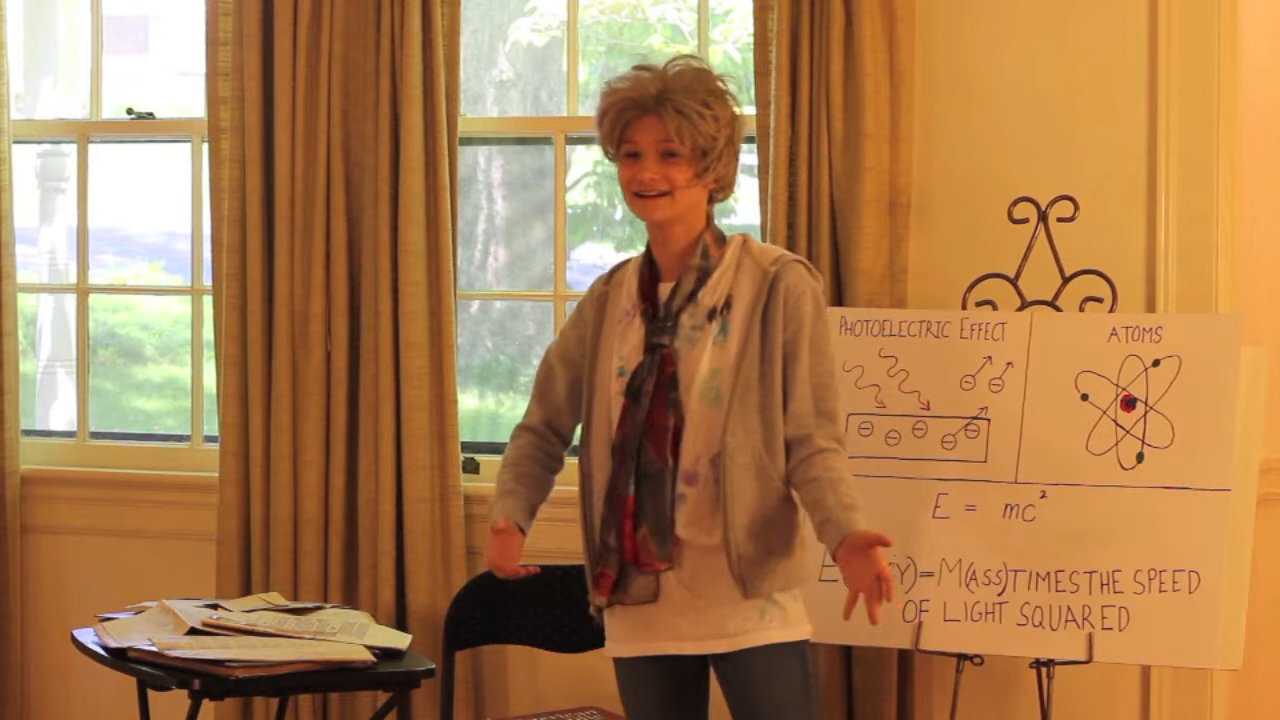 PHOTOELECTRIC EFFECT
ATOMS
E = mc²
Y)=M(ASS)TIMES THE SPEED
OF LIGHT SQUARED